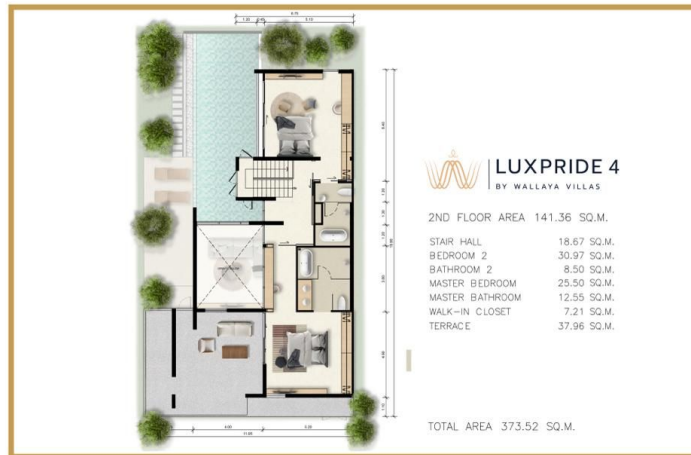 LUXPRIDE 4
BY WALLAYA VILLAS
2ND FLOOR AREA 141.36 SQ.M.
STAIR HALL 18.67 SQ.M.
BEDROOM 2 30.97 SQ.M.
BATHROOM 2 8.50 SQ.M.
MASTER BEDROOM 25.50 SQ.M.
MASTER BATHROOM 12.55 SQ.M.
WALK-IN CLOSET 7.21 SQ.M.
TERRACE 37.96 SQ.M.
TOTAL AREA 373.52 SQ.M.